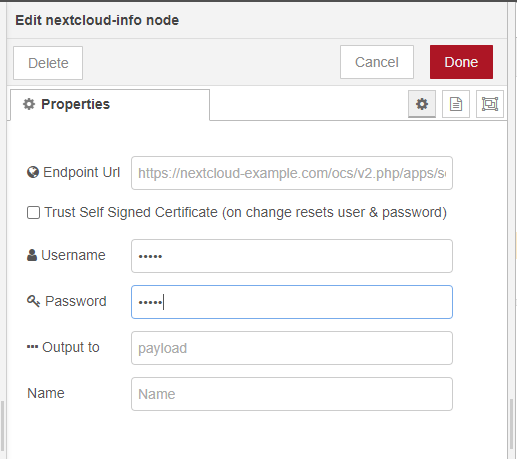 Edit nextcloud-info node
Delete
Cancel
Done
Properties
Endpoint Url
https://nextcloud-example.com/ocs/v2.php/apps/se
Trust Self Signed Certificate (on change resets user & password)
Username
•••••
Password
•••••
Output to
payload
Name
Name